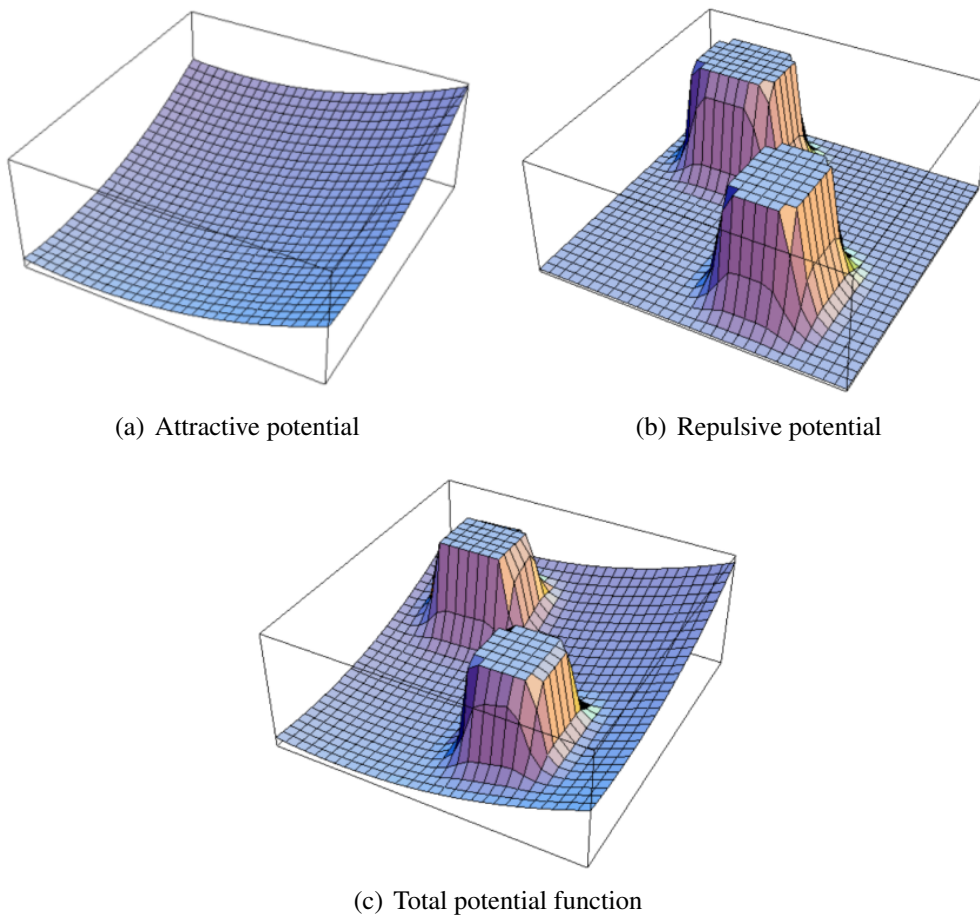 (a) Attractive potential
(b) Repulsive potential
(c) Total potential function